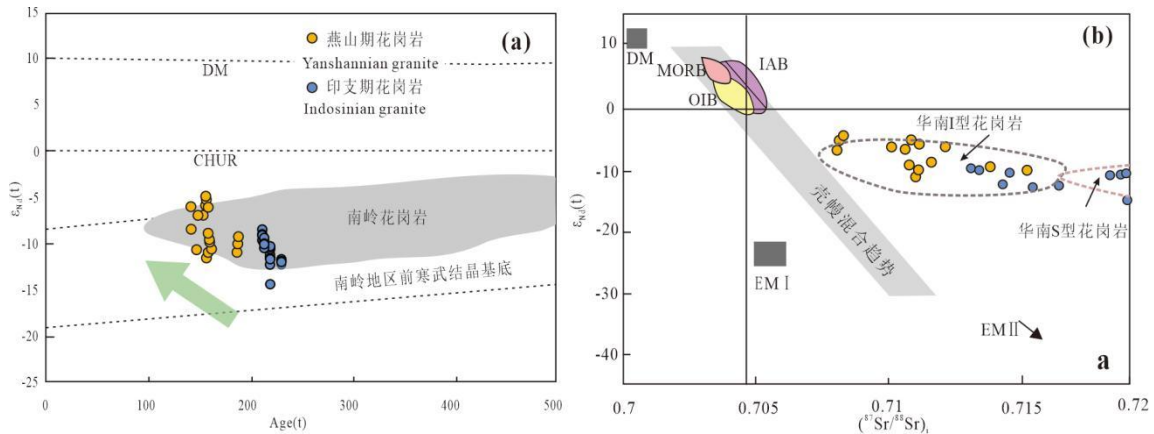 (a)
燕山期花岗岩
Yanshannian granite
印支期花岗岩
Indosinian granite
DM
CHUR
南岭花岗岩
南岭地区前寒武结晶基底
15
10
5
0
-5
-10
-15
-20
-25
εNd(t)
0
100
200
300
400
500
Age(t)
(b)
DM
MORB
IAB
OIB
华南I型花岗岩
华南S型花岗岩
壳幔混合趋势
EM I
EM II
a
10
0
-10
-20
-30
-40
εNd(t)
0.7
0.705
0.71
0.715
0.72
(87Sr/88Sr)i